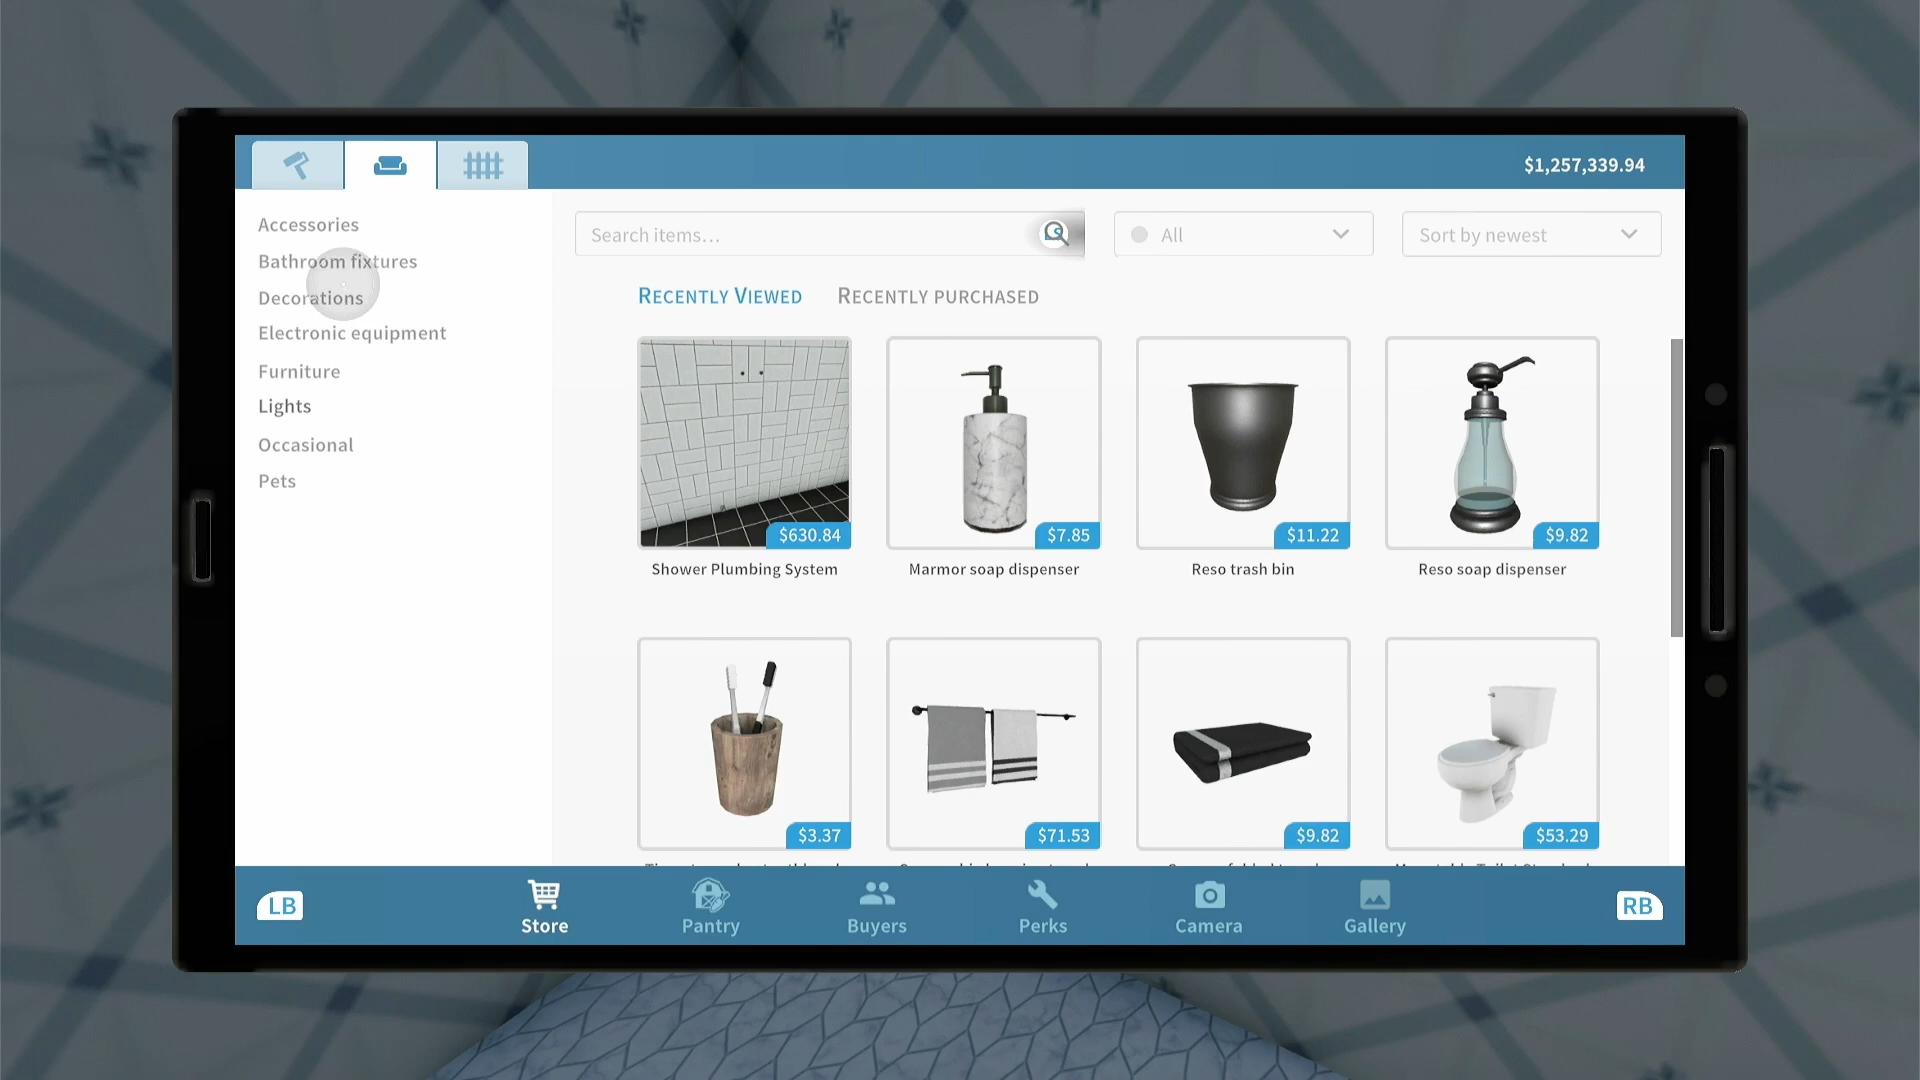 $1,257,339.94
Accessories
Bathroom fixtures
Decorations
Electronic equipment
Furniture
Lights
Occasional
Pets
Search items...
LS
All
Sort by newest
RECENTLY VIEWED
RECENTLY PURCHASED
$630.84
$7.85
$11.22
$9.82
Shower Plumbing System
Marmor soap dispenser
Reso trash bin
Reso soap dispenser
$3.37
$71.53
$9.82
$53.29
LB
Store
Pantry
Buyers
Perks
Camera
Gallery
RB